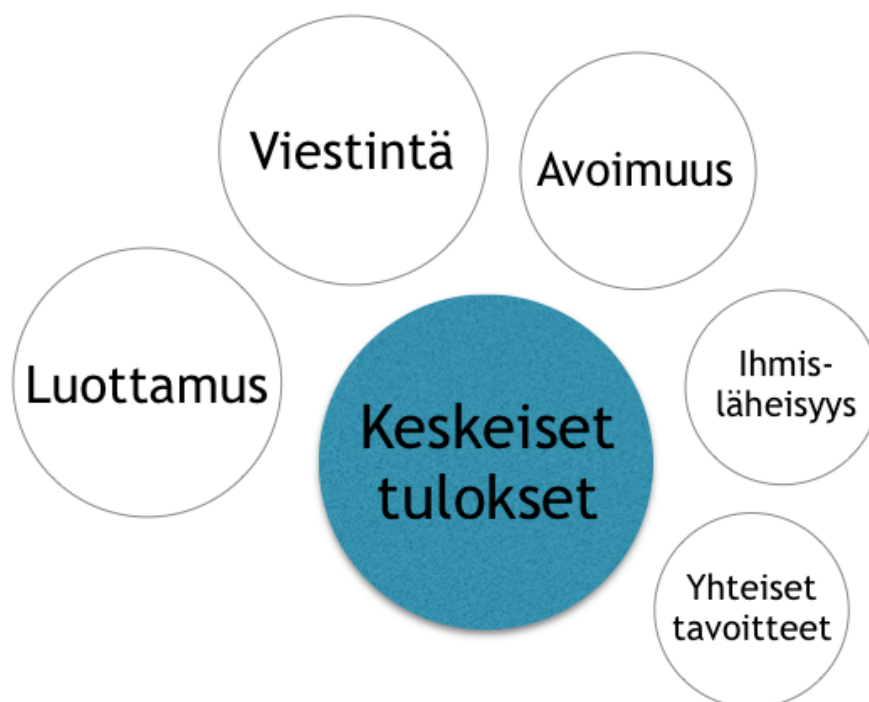 Viestintä
Avoimuus
Luottamus
Keskeiset
tulokset
Ihmis-
läheisyys
Yhteiset
tavoitteet